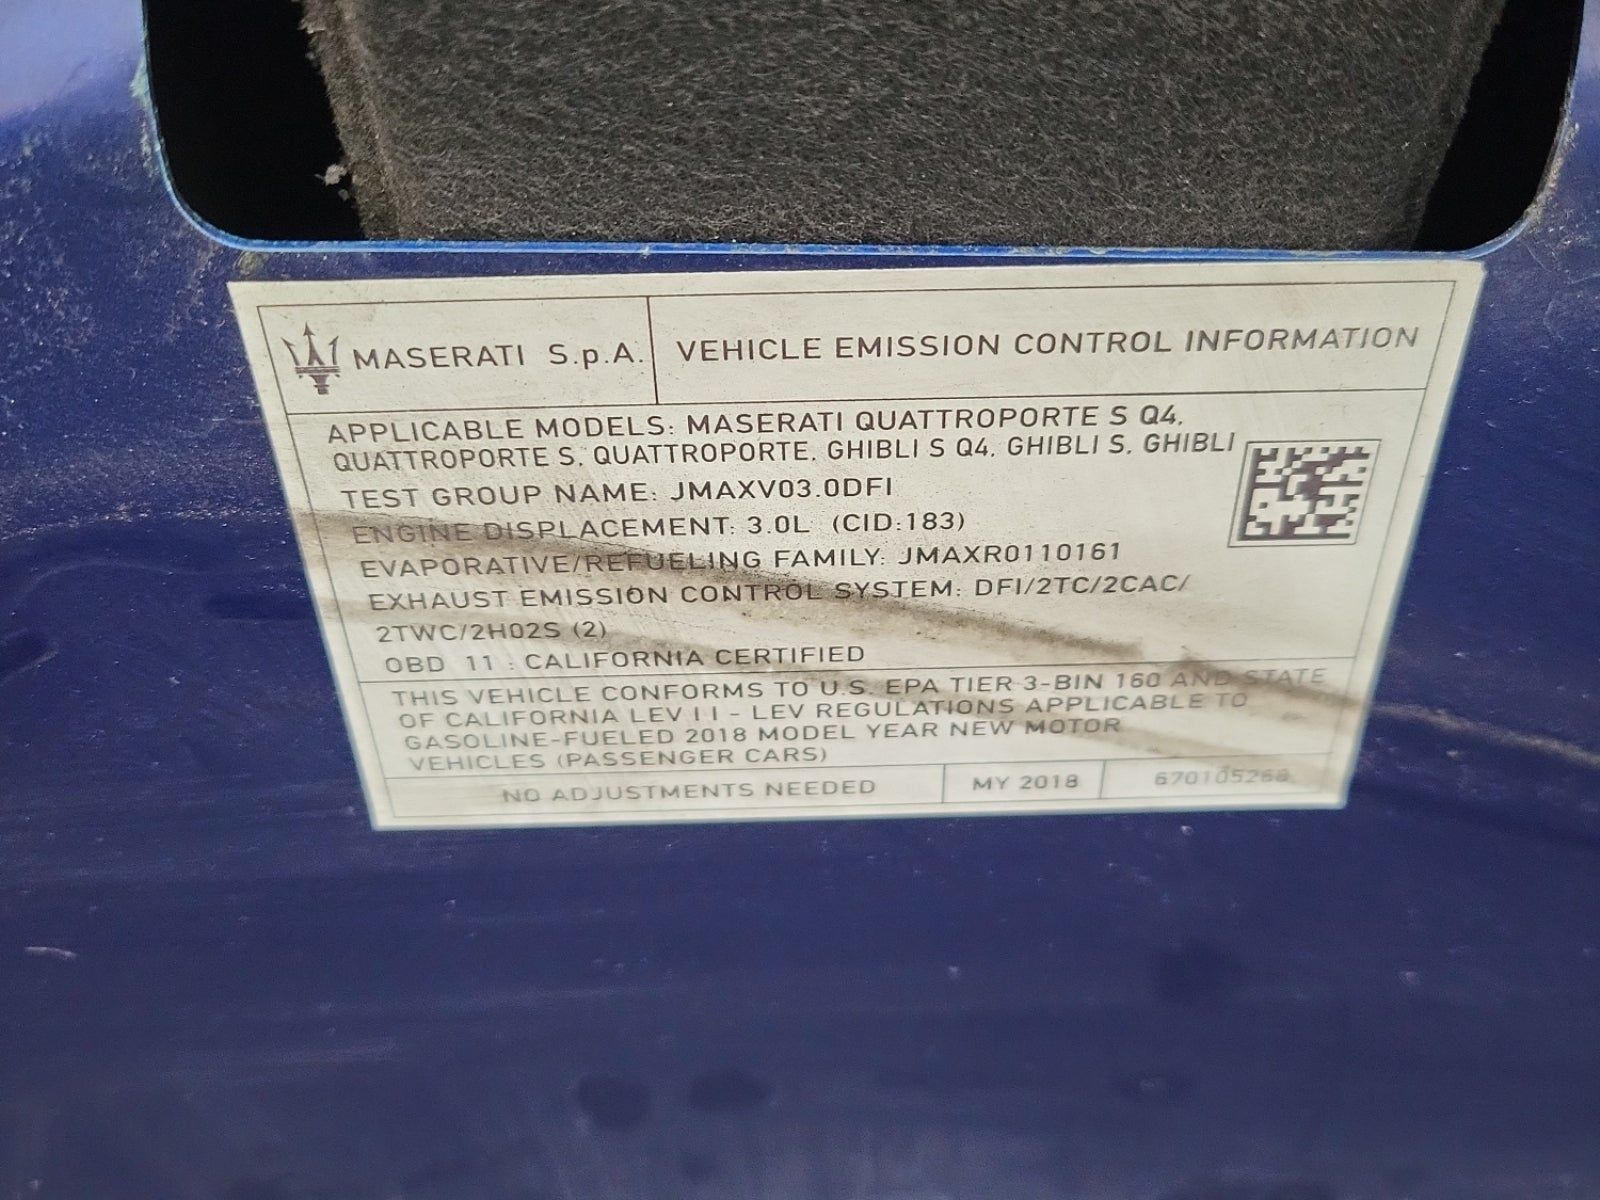 MASERATI S.p.A.
VEHICLE EMISSION CONTROL INFORMATION
APPLICABLE MODELS: MASERATI QUATTROPORTE S Q4,
QUATTROPORTE S, QUATTROPORTE, GHIBLI S Q4, GHIBLI S, GHIBLI
TEST GROUP NAME: JMAXV03.0DFI
ENGINE DISPLACEMENT: 3.0L (CID:183)
EVAPORATIVE/REFUELING FAMILY: JMAXR0110161
EXHAUST EMISSION CONTROL SYSTEM: DFI/2TC/2CAC/
2TWC/2H02S (2)
OBD 11 : CALIFORNIA CERTIFIED
THIS VEHICLE CONFORMS TO U.S. EPA TIER 3-BIN 160 AND STATE
OF CALIFORNIA LEV II - LEV REGULATIONS APPLICABLE TO
GASOLINE-FUELED 2018 MODEL YEAR NEW MOTOR
VEHICLES (PASSENGER CARS)
NO ADJUSTMENTS NEEDED
MY 2018
670105268